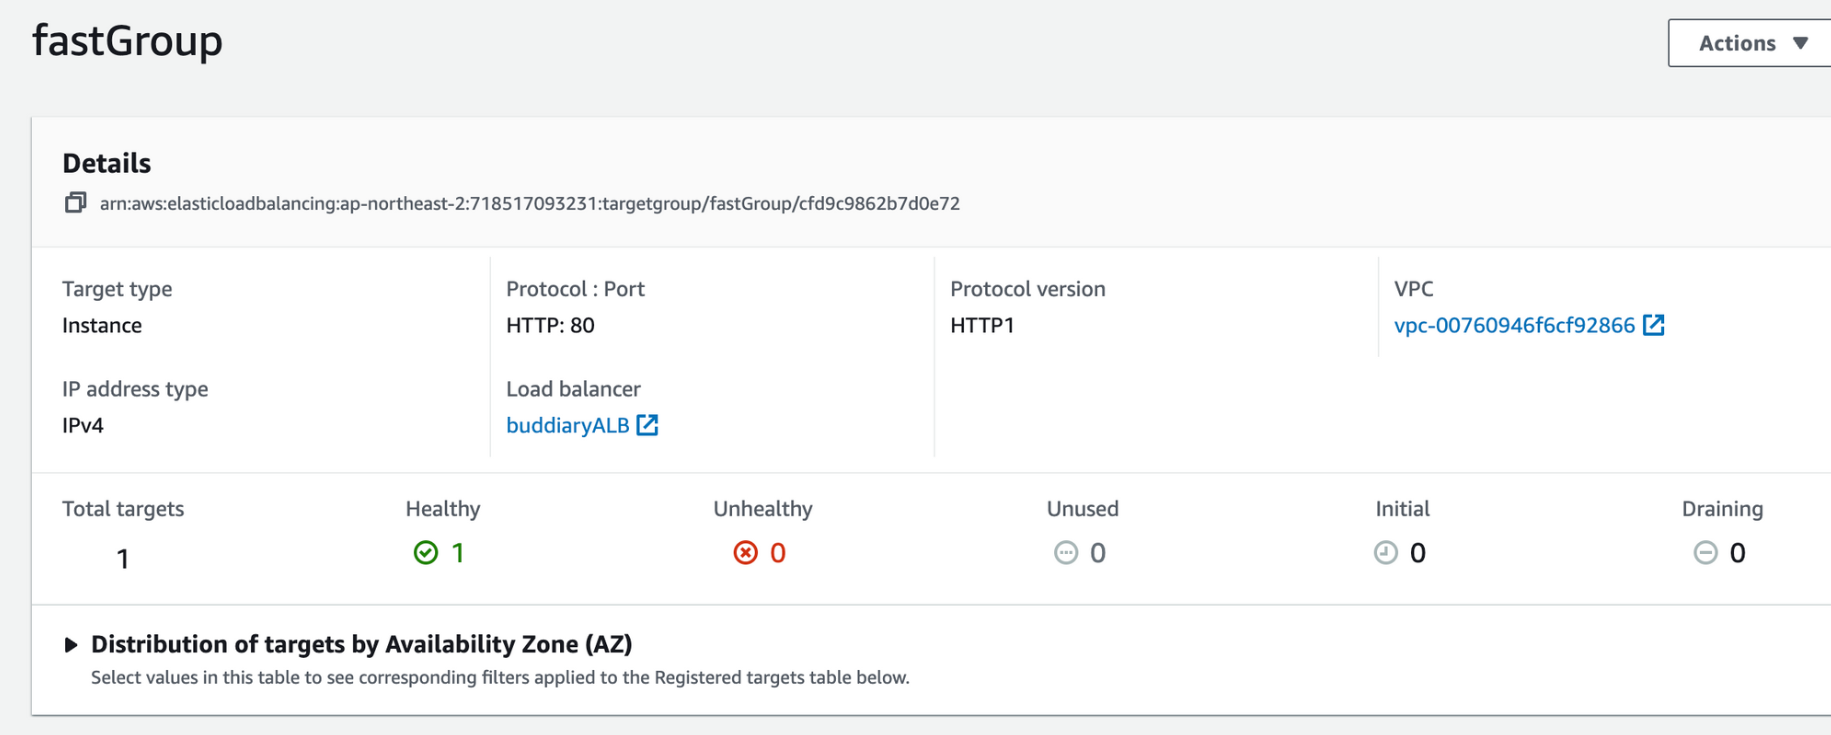 fastGroup
Actions
Details
arn:aws:elasticloadbalancing:ap-northeast-2:718517093231:targetgroup/fastGroup/cfd9c9862b7d0e72
Target type
Instance
Protocol : Port
HTTP: 80
Protocol version
HTTP1
VPC
vpc-00760946f6cf92866
IP address type
IPv4
Load balancer
buddiaryALB
Total targets
1
Healthy
1
Unhealthy
0
Unused
0
Initial
0
Draining
0
Distribution of targets by Availability Zone (AZ)
Select values in this table to see corresponding filters applied to the Registered targets table below.